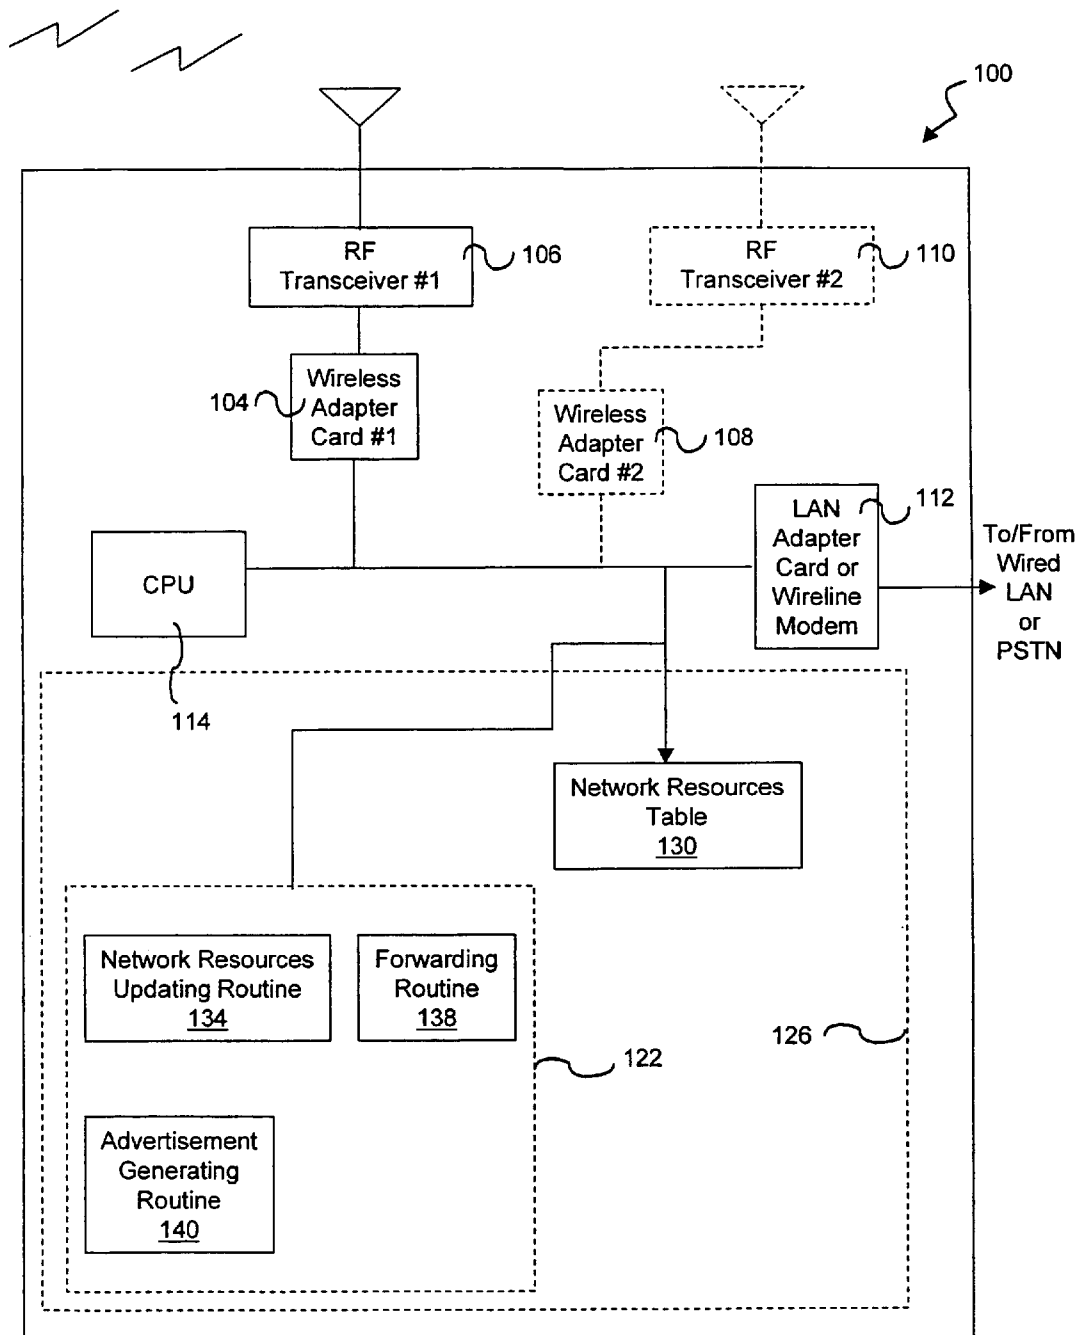 100
RF
Transceiver #1
106
RF
Transceiver #2
110
Wireless
Adapter
Card #1
104
Wireless
Adapter
Card #2
108
LAN
Adapter
Card or
Wireline
Modem
112
To/From
Wired
LAN
or
PSTN
CPU
114
Network Resources
Table
130
Network Resources
Updating Routine
134
Forwarding
Routine
138
126
122
Advertisement
Generating
Routine
140